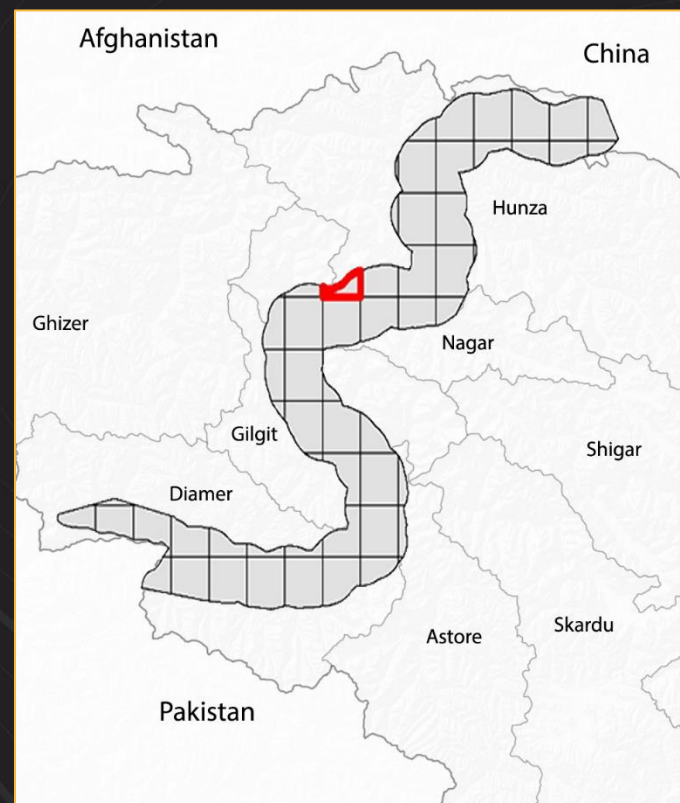 Afghanistan
China
Hunza
Ghizer
Nagar
Gilgit
Shigar
Diamer
Skardu
Astore
Pakistan